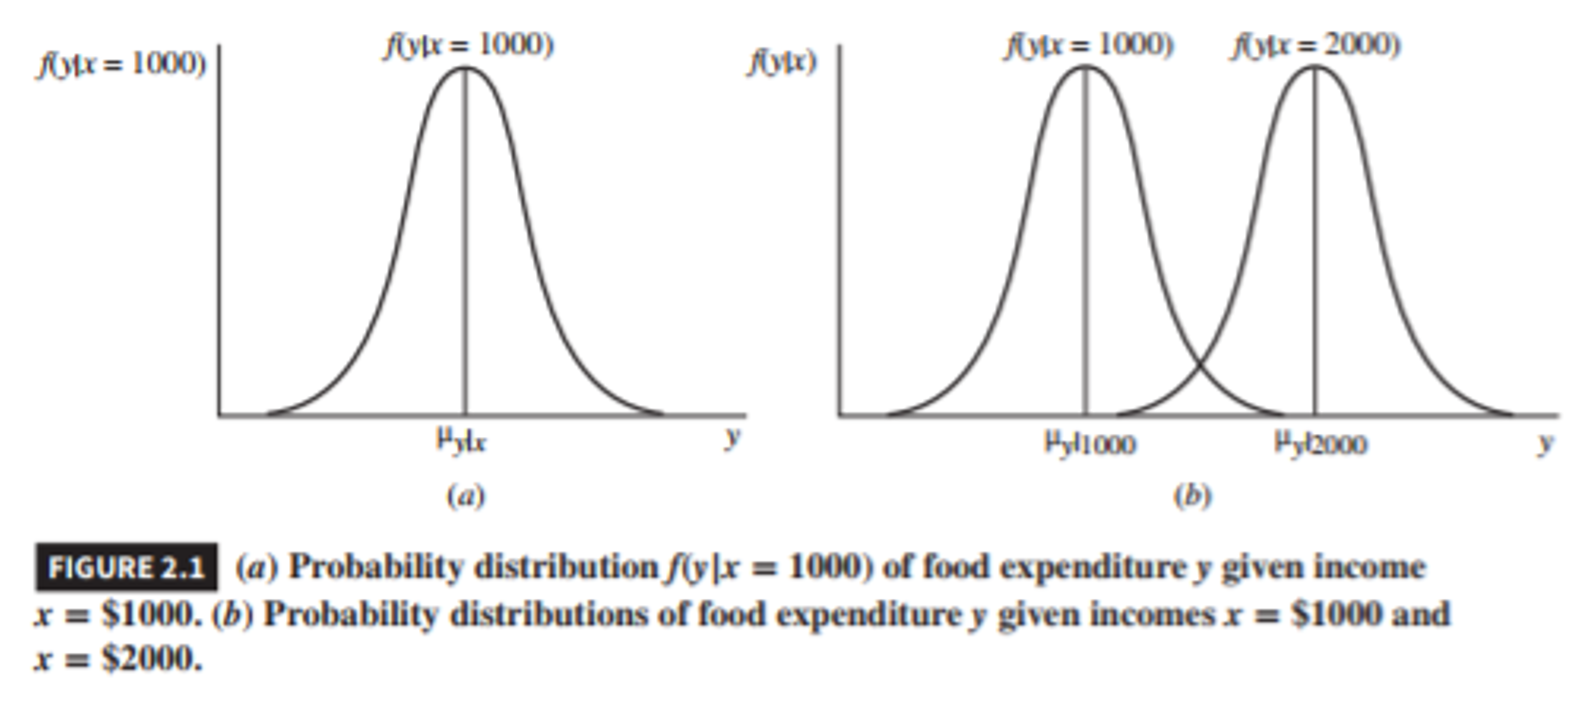 f(y|x = 1000)
f(y|x = 1000)
μy|x
y
(a)
f(y|x)
f(y|x = 1000)
f(y|x = 2000)
μy|1000
μy|2000
y
(b)
FIGURE 2.1 (a) Probability distribution f(y|x = 1000) of food expenditure y given income
x = $1000. (b) Probability distributions of food expenditure y given incomes x = $1000 and
x = $2000.